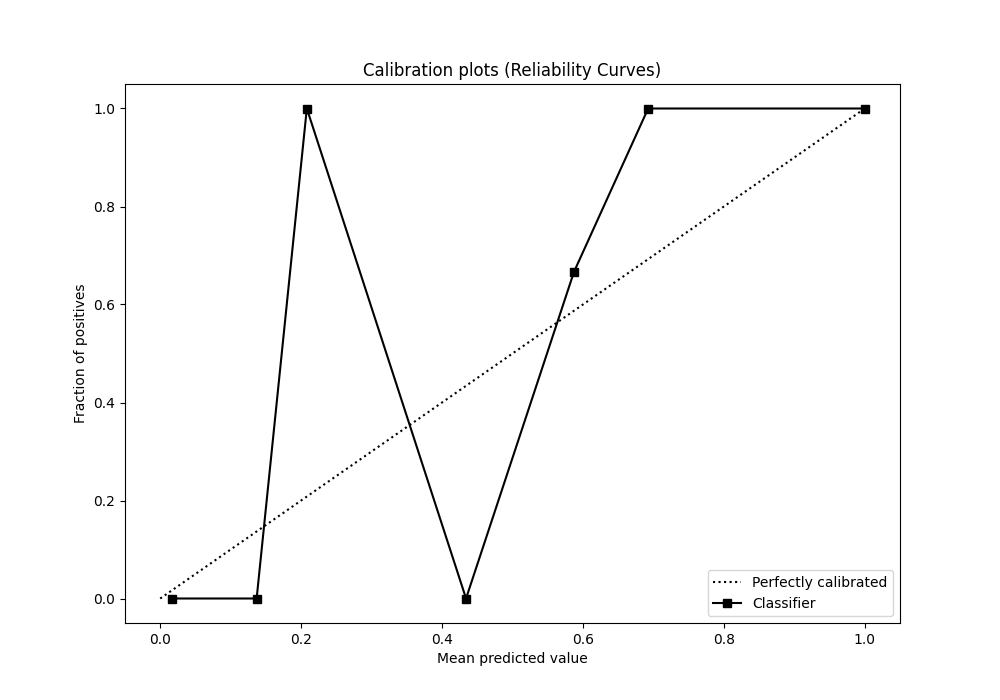 Calibration plots (Reliability Curves)
1.0
0.8
0.6
0.4
0.2
0.0
Fraction of positives
0.0 0.2 0.4 0.6 0.8 1.0
Mean predicted value
Perfectly calibrated
Classifier